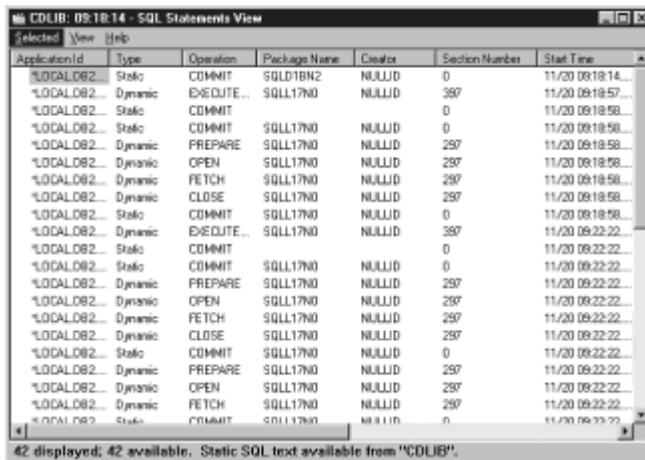 CDLIB: 09:18:14 - SQL Statements View
Selected View Help
Application Id Type Operation Package Name Creator Section Number Start Time
*LOCAL.DB2... Static COMMIT SQLD1BN2 NULLID 0 11/20 09:18:14....
*LOCAL.DB2... Dynamic EXECUTE... SQLL17N0 NULLID 397 11/20 09:18:57....
*LOCAL.DB2... Static COMMIT 0 11/20 09:18:58....
*LOCAL.DB2... Static COMMIT SQLL17N0 NULLID 0 11/20 09:18:58....
*LOCAL.DB2... Dynamic PREPARE SQLL17N0 NULLID 297 11/20 09:18:58....
*LOCAL.DB2... Dynamic OPEN SQLL17N0 NULLID 297 11/20 09:18:58....
*LOCAL.DB2... Dynamic FETCH SQLL17N0 NULLID 297 11/20 09:18:58....
*LOCAL.DB2... Dynamic CLOSE SQLL17N0 NULLID 297 11/20 09:18:58....
*LOCAL.DB2... Static COMMIT SQLL17N0 NULLID 0 11/20 09:18:58....
*LOCAL.DB2... Dynamic EXECUTE... SQLL17N0 NULLID 397 11/20 09:22:22....
*LOCAL.DB2... Static COMMIT 0 11/20 09:22:22....
*LOCAL.DB2... Static COMMIT SQLL17N0 NULLID 0 11/20 09:22:22....
*LOCAL.DB2... Dynamic PREPARE SQLL17N0 NULLID 297 11/20 09:22:22....
*LOCAL.DB2... Dynamic OPEN SQLL17N0 NULLID 297 11/20 09:22:22....
*LOCAL.DB2... Dynamic FETCH SQLL17N0 NULLID 297 11/20 09:22:22....
*LOCAL.DB2... Dynamic CLOSE SQLL17N0 NULLID 297 11/20 09:22:22....
*LOCAL.DB2... Static COMMIT SQLL17N0 NULLID 0 11/20 09:22:22....
*LOCAL.DB2... Dynamic PREPARE SQLL17N0 NULLID 297 11/20 09:22:22....
*LOCAL.DB2... Dynamic OPEN SQLL17N0 NULLID 297 11/20 09:22:22....
*LOCAL.DB2... Dynamic FETCH SQLL17N0 NULLID 297 11/20 09:22:22....
*LOCAL.DB2... Static COMMIT SQLL17N0 NULLID 0 11/20 09:22:22....
42 displayed; 42 available. Static SQL text available from "CDLIB".